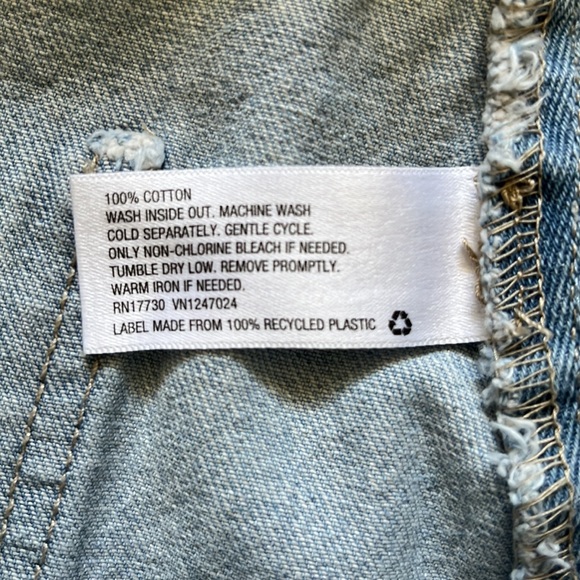 100% COTTON
WASH INSIDE OUT. MACHINE WASH
COLD SEPARATELY. GENTLE CYCLE.
ONLY NON-CHLORINE BLEACH IF NEEDED.
TUMBLE DRY LOW. REMOVE PROMPTLY.
WARM IRON IF NEEDED.
RN17730 VN1247024
LABEL MADE FROM 100% RECYCLED PLASTIC